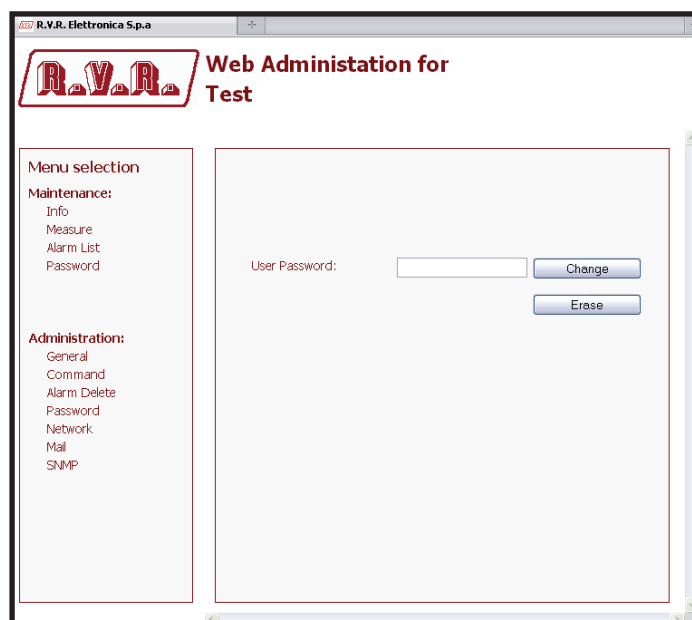 R.V.R. Elettronica S.p.a
R.V.R.
Web Administation for
Test
Menu selection
Maintenance:
Info
Measure
Alarm List
Password
Administration:
General
Command
Alarm Delete
Password
Network
Mail
SNMP
User Password:
Change
Erase